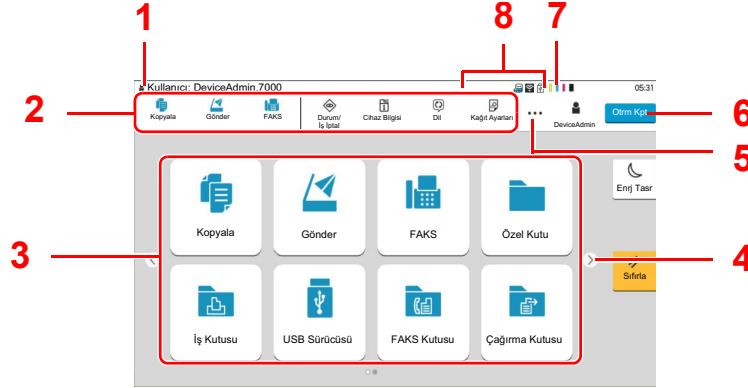 1
8
7
Kullanıcı: DeviceAdmin.7000
05:31
2
Kopyala
Gönder
FAKS
Durum/
İş İptal
Cihaz Bilgisi
Dil
Kağıt Ayarları
DeviceAdmin
Otrm Kpt
6
5
Enrj Tasr
Kopyala
Gönder
FAKS
Özel Kutu
3
4
Sıfırla
İş Kutusu
USB Sürücüsü
FAKS Kutusu
Çağırma Kutusu